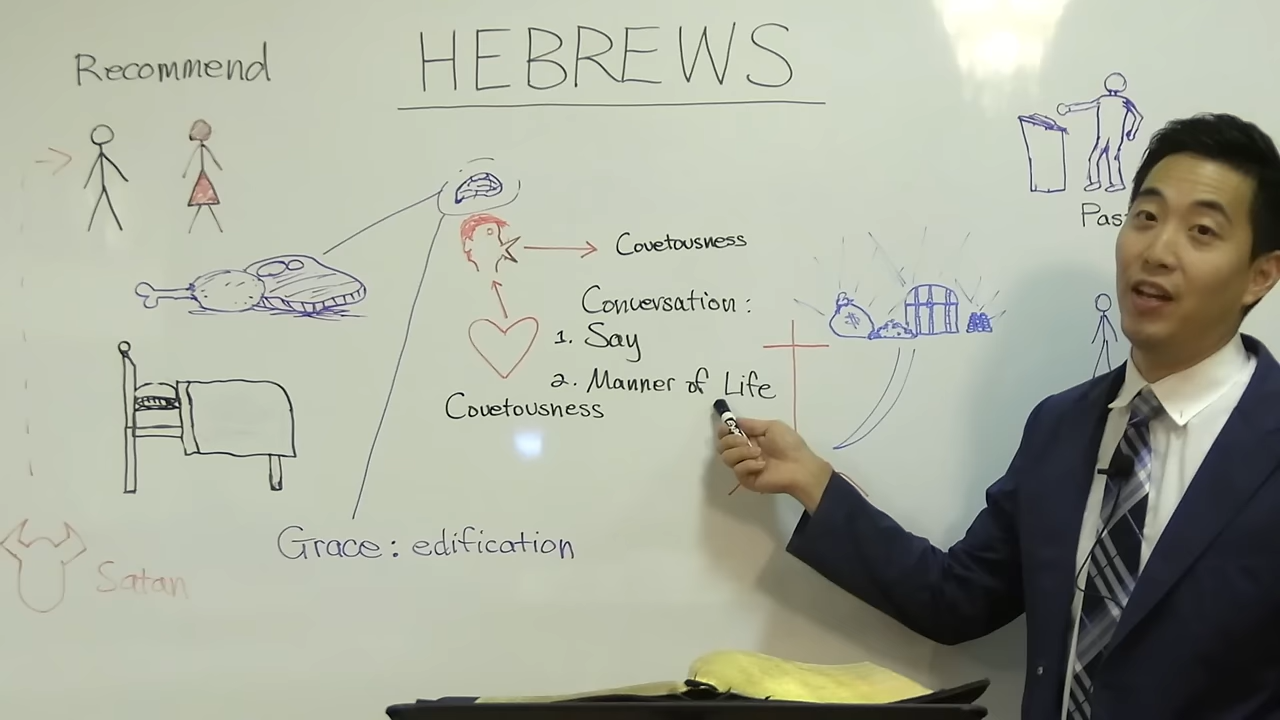 HEBREWS
Recommend
Covetousness
Conversation:
1. Say
2. Manner of Life
Covetousness
Grace: edification
Satan
$